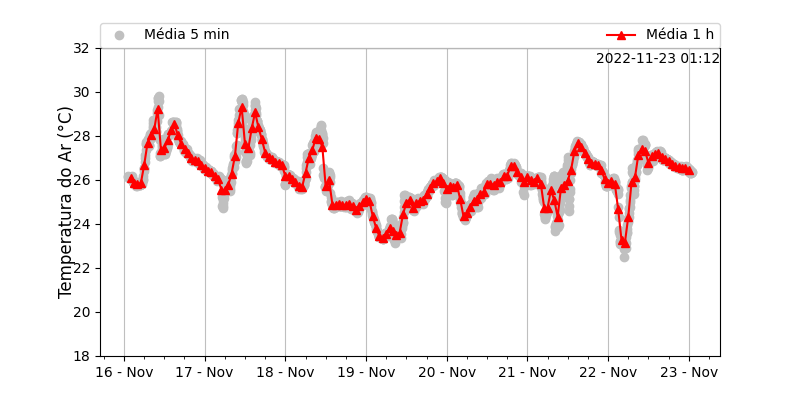 Média 5 min
Média 1 h
2022-11-23 01:12
Temperatura do Ar (°C)
32
30
28
26
24
22
20
18
16 - Nov
17 - Nov
18 - Nov
19 - Nov
20 - Nov
21 - Nov
22 - Nov
23 - Nov